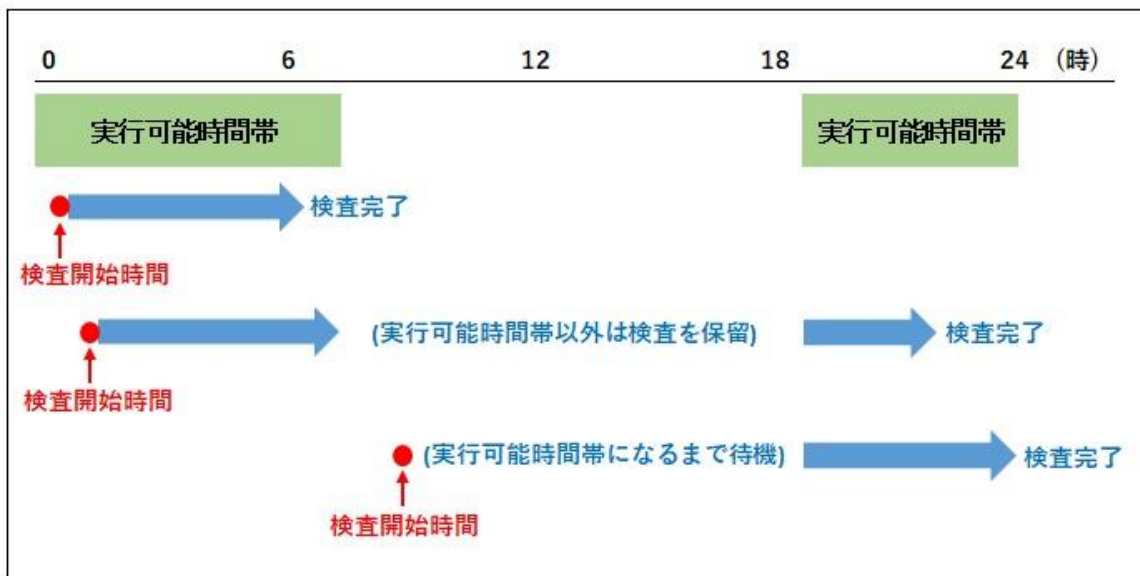 0 6 12 18 24 (時)
実行可能時間帯 実行可能時間帯
検査完了
検査開始時間
(実行可能時間帯以外は検査を保留) 検査完了
検査開始時間
(実行可能時間帯になるまで待機) 検査完了
検査開始時間